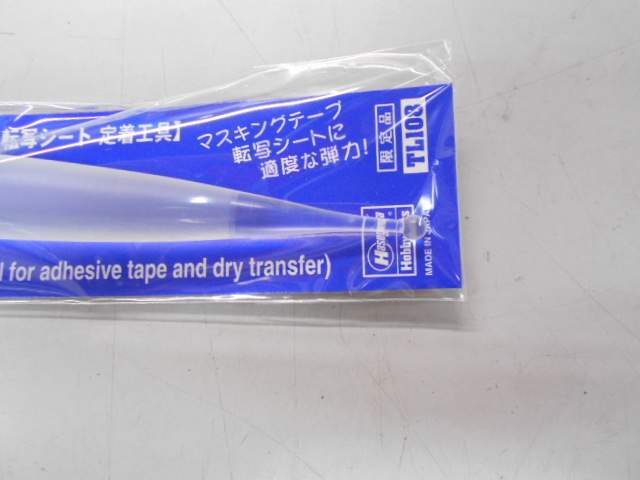 転写シート 定着工具】
マスキングテープ
転写シートに
適度な弾力!
限定品
TL108
Hasegawa
MADE IN JAPAN
for adhesive tape and dry transfer)